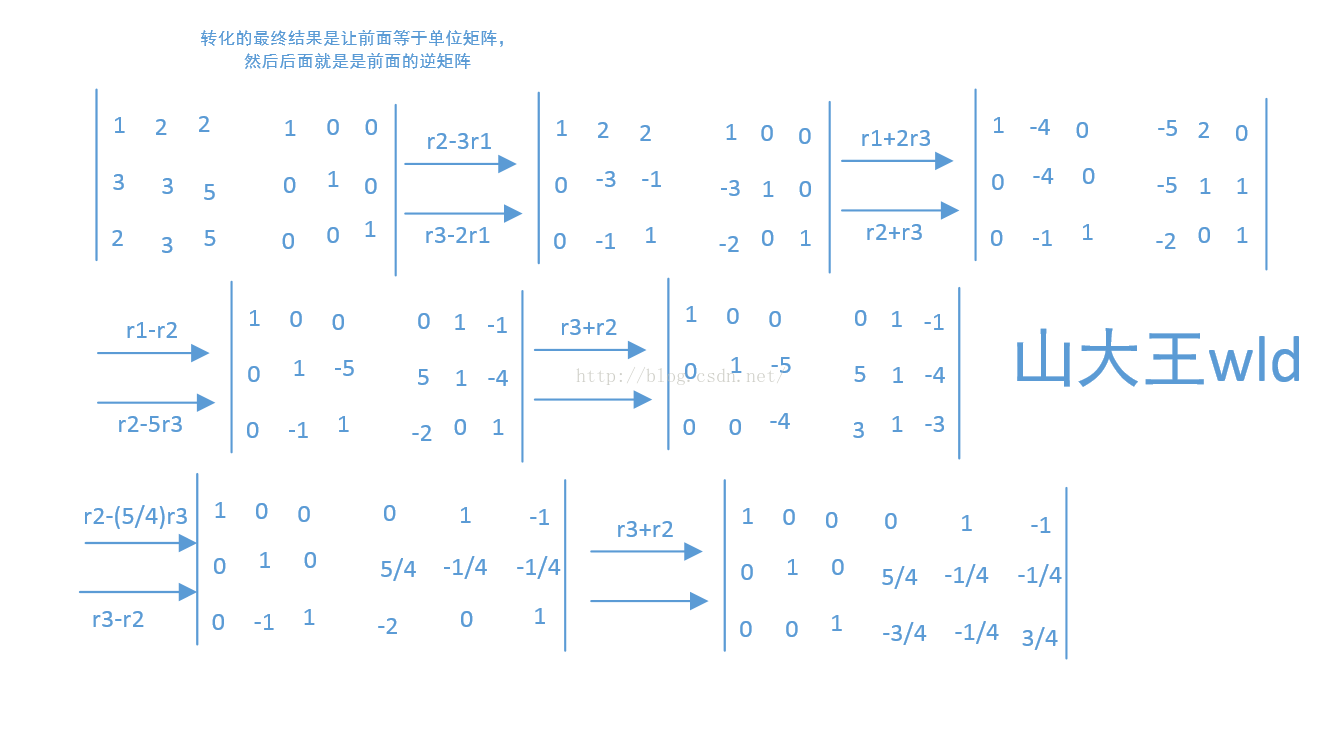 转化的最终结果是让前面等于单位矩阵，
然后后面就是是前面的逆矩阵
1 2 2 1 0 0 r2-3r1 1 2 2 1 0 0 r1+2r3 1 -4 0 -5 2 0
3 3 5 0 1 0 0 -3 -1 -3 1 0 0 -4 0 -5 1 1
2 3 5 0 0 1 r3-2r1 0 -1 1 -2 0 1 r2+r3 0 -1 1 -2 0 1
r1-r2 1 0 0 0 1 -1 r3+r2 1 0 0 0 1 -1
0 1 -5 5 1 -4 0 1 -5 5 1 -4
r2-5r3 0 -1 1 -2 0 1 0 0 -4 3 1 -3
山大王wld
http://blog.csdn.net/
r2-(5/4)r3 1 0 0 0 1 -1 r3+r2 1 0 0 0 1 -1
0 1 0 5/4 -1/4 -1/4 0 1 0 5/4 -1/4 -1/4
r3-r2 0 -1 1 -2 0 1 0 0 1 -3/4 -1/4 3/4